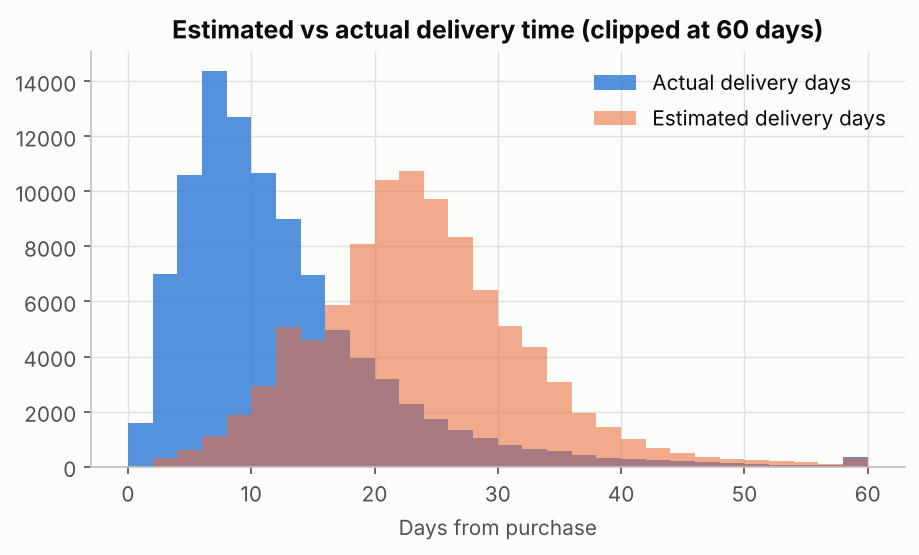 Estimated vs actual delivery time (clipped at 60 days)
Actual delivery days
Estimated delivery days
14000
12000
10000
8000
6000
4000
2000
0
0 10 20 30 40 50 60
Days from purchase